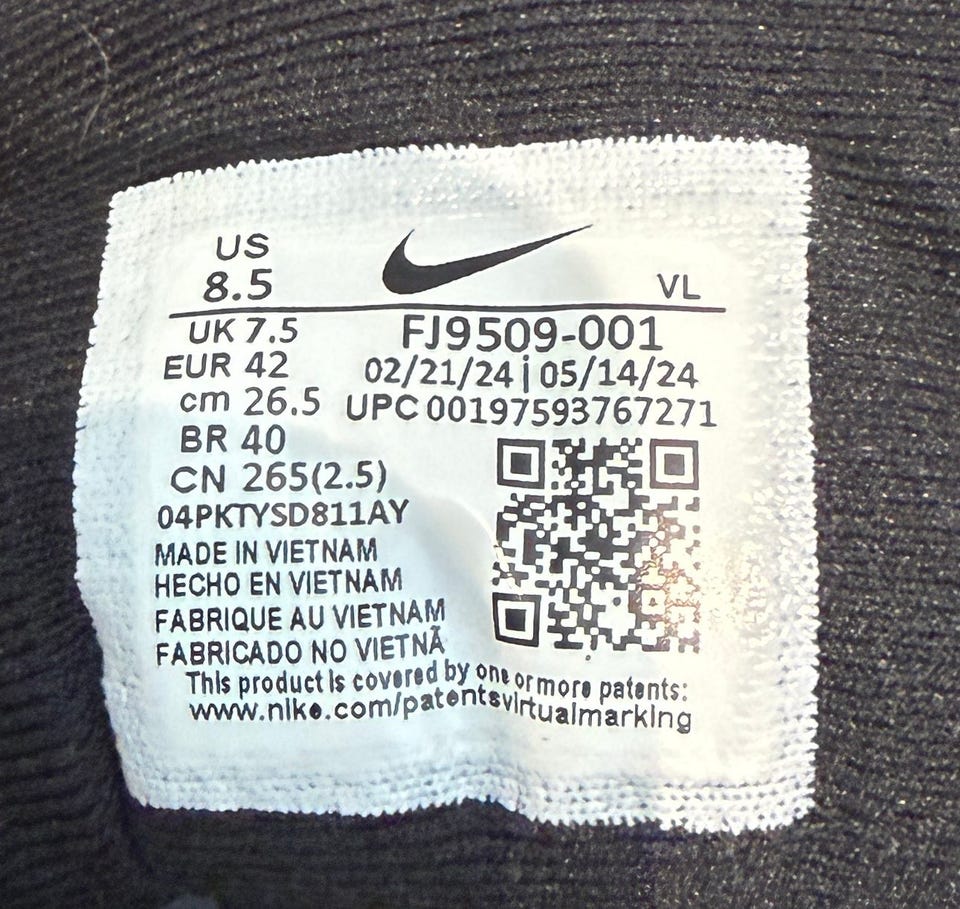 US
8.5
VL
UK 7.5
EUR 42
cm 26.5
BR 40
CN 265(2.5)
04PKTYSD811AY
FJ9509-001
02/21/24 | 05/14/24
UPC 00197593767271
MADE IN VIETNAM
HECHO EN VIETNAM
FABRIQUE AU VIETNAM
FABRICADO NO VIETNÃ
This product is covered by one or more patents:
www.nike.com/patentsvirtualmarking